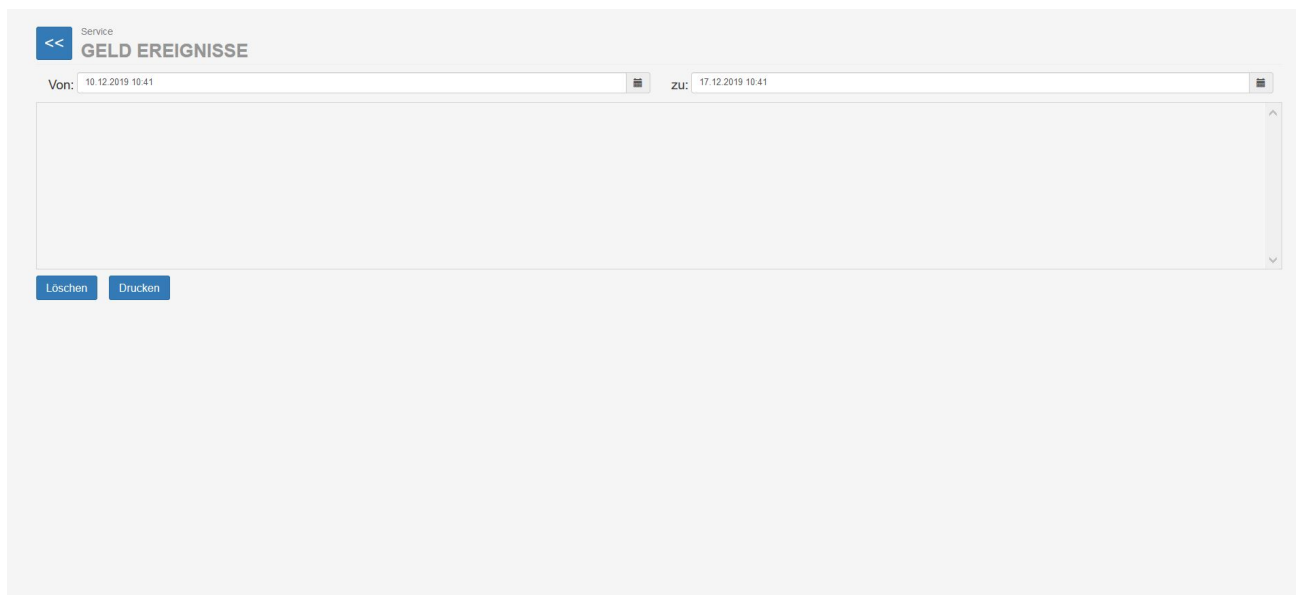 <<
Service
GELD EREIGNISSE
Von: 10.12.2019 10:41 zu: 17.12.2019 10:41
Löschen Drucken